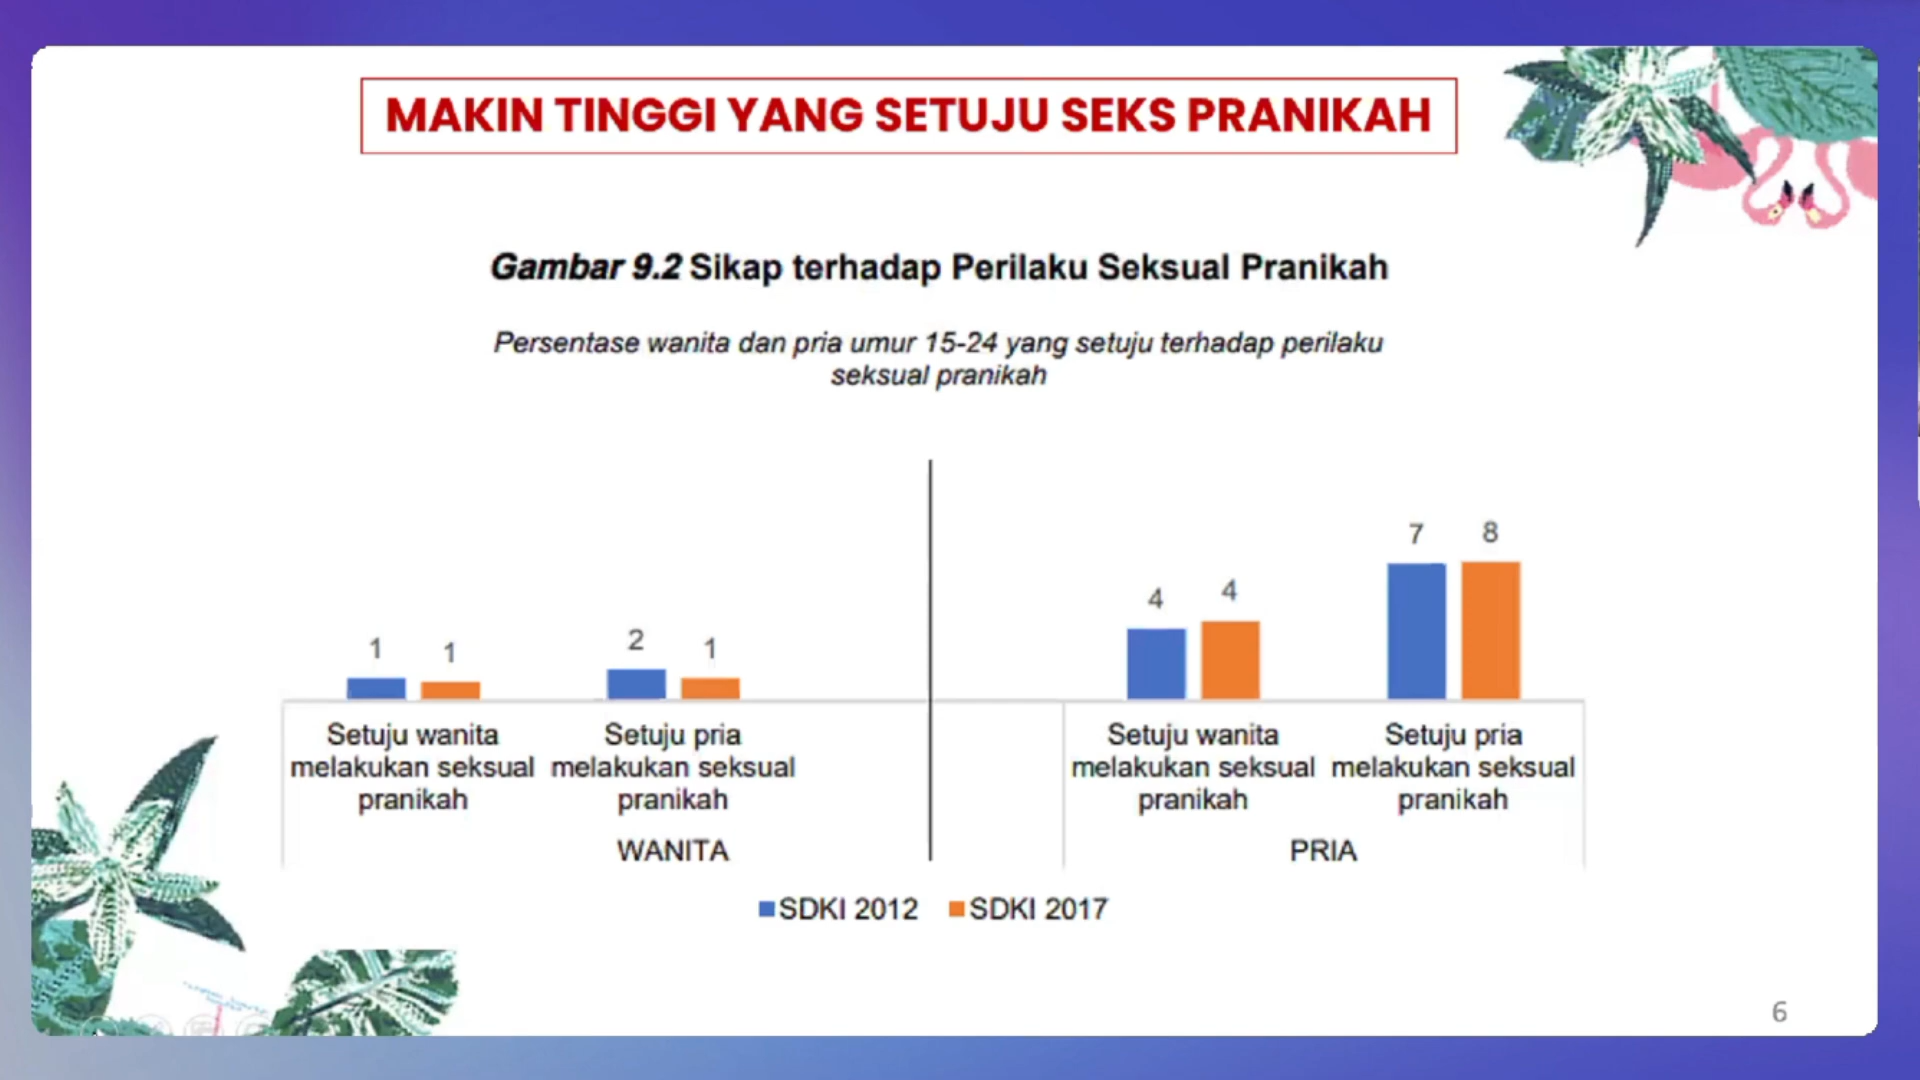 MAKIN TINGGI YANG SETUJU SEKS PRANIKAH
Gambar 9.2 Sikap terhadap Perilaku Seksual Pranikah
Persentase wanita dan pria umur 15-24 yang setuju terhadap perilaku
seksual pranikah
1 1 2 1 4 4 7 8
Setuju wanita
melakukan seksual
pranikah
Setuju pria
melakukan seksual
pranikah
WANITA
Setuju wanita
melakukan seksual
pranikah
Setuju pria
melakukan seksual
pranikah
PRIA
SDKI 2012 SDKI 2017
6